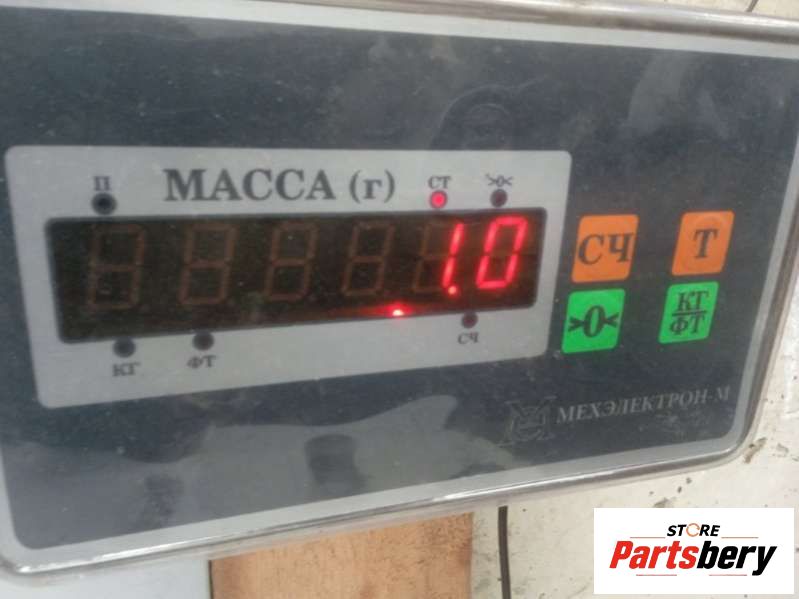 П МАССА (г) СТ >0<
1.0
КГ ФТ СЧ
СЧ Т
>0< КГ/ФТ
МЕХЭЛЕКТРОН-М
STORE
Partsbery